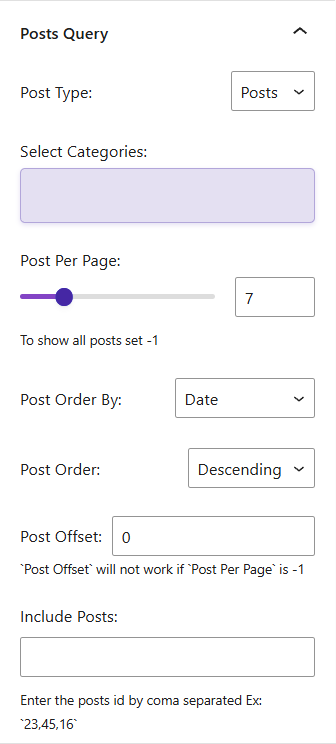 Posts Query
Post Type: Posts
Select Categories:
Post Per Page:
7
To show all posts set -1
Post Order By: Date
Post Order: Descending
Post Offset: 0
`Post Offset` will not work if `Post Per Page` is -1
Include Posts:
Enter the posts id by coma separated Ex:
`23,45,16`